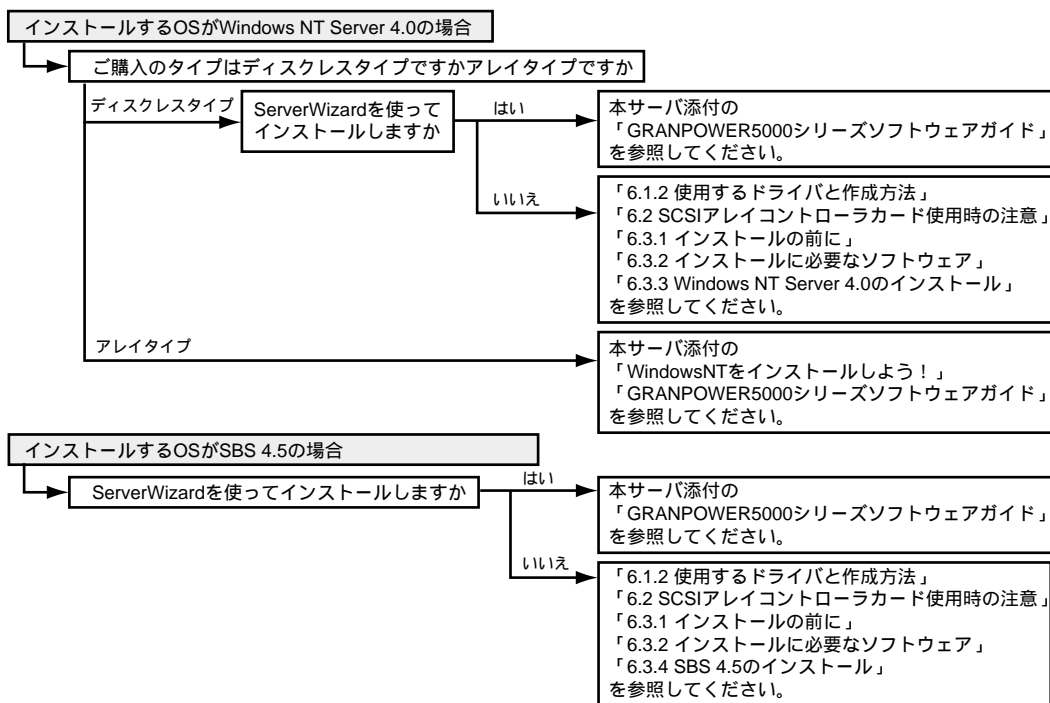 インストールするOSがWindows NT Server 4.0の場合
ご購入のタイプはディスクレスタイプですかアレイタイプですか
ディスクレスタイプ
ServerWizardを使って
インストールしますか
はい
本サーバ添付の
「GRANPOWER5000シリーズソフトウェアガイド」
を参照してください。
いいえ
「6.1.2 使用するドライバと作成方法」
「6.2 SCSIアレイコントローラカード使用時の注意」
「6.3.1 インストールの前に」
「6.3.2 インストールに必要なソフトウェア」
「6.3.3 Windows NT Server 4.0のインストール」
を参照してください。
アレイタイプ
本サーバ添付の
「WindowsNTをインストールしよう！」
「GRANPOWER5000シリーズソフトウェアガイド」
を参照してください。
インストールするOSがSBS 4.5の場合
ServerWizardを使ってインストールしますか
はい
本サーバ添付の
「GRANPOWER5000シリーズソフトウェアガイド」
を参照してください。
いいえ
「6.1.2 使用するドライバと作成方法」
「6.2 SCSIアレイコントローラカード使用時の注意」
「6.3.1 インストールの前に」
「6.3.2 インストールに必要なソフトウェア」
「6.3.4 SBS 4.5のインストール」
を参照してください。